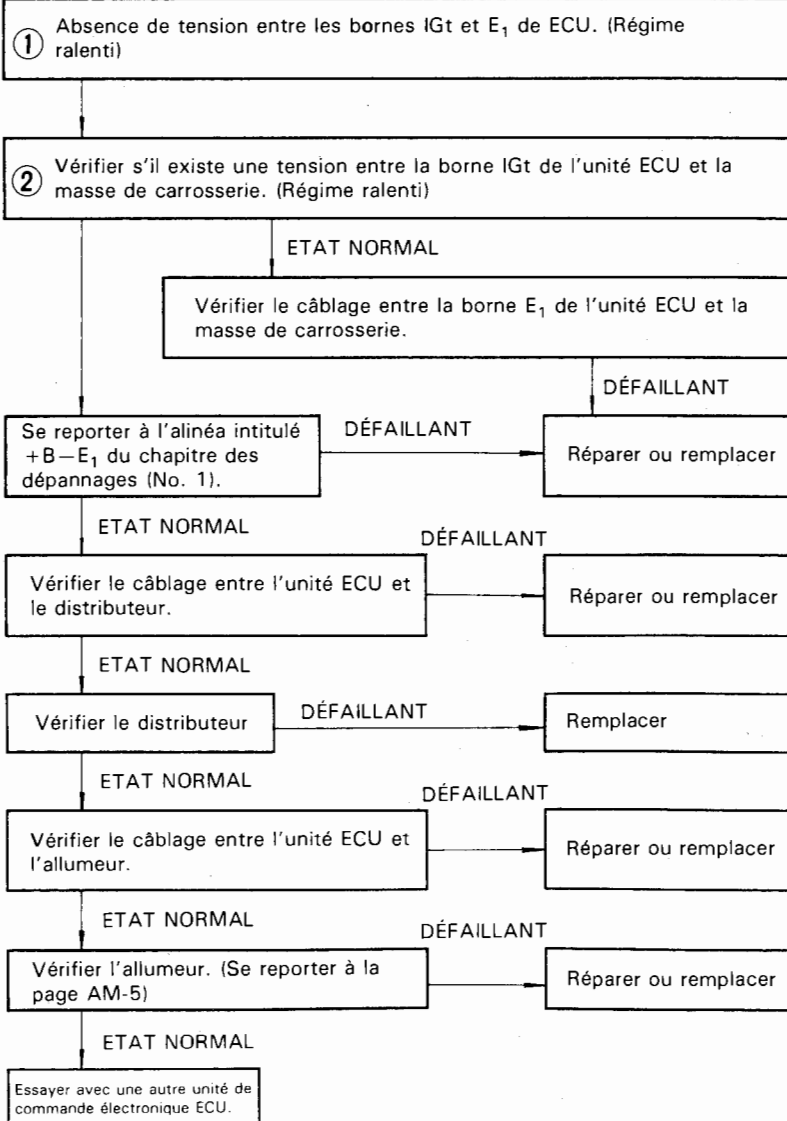 ① Absence de tension entre les bornes IGt et E₁ de ECU. (Régime
ralenti)
② Vérifier s'il existe une tension entre la borne IGt de l'unité ECU et la
masse de carrosserie. (Régime ralenti)
ETAT NORMAL
Vérifier le câblage entre la borne E₁ de l'unité ECU et la
masse de carrosserie.
DÉFAILLANT
Se reporter à l'alinéa intitulé
+B−E₁ du chapitre des
dépannages (No. 1).
DÉFAILLANT
Réparer ou remplacer
ETAT NORMAL
DÉFAILLANT
Vérifier le câblage entre l'unité ECU et
le distributeur.
Réparer ou remplacer
ETAT NORMAL
Vérifier le distributeur
DÉFAILLANT
Remplacer
ETAT NORMAL
DÉFAILLANT
Vérifier le câblage entre l'unité ECU et
l'allumeur.
Réparer ou remplacer
ETAT NORMAL
DÉFAILLANT
Vérifier l'allumeur. (Se reporter à la
page AM-5)
Réparer ou remplacer
ETAT NORMAL
Essayer avec une autre unité de
commande électronique ECU.